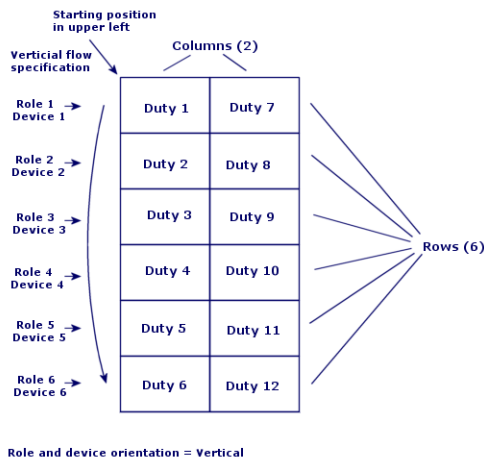 Starting position
in upper left
Columns (2)
Verticial flow
specification
Role 1
Device 1
Duty 1
Duty 7
Role 2
Device 2
Duty 2
Duty 8
Role 3
Device 3
Duty 3
Duty 9
Rows (6)
Role 4
Device 4
Duty 4
Duty 10
Role 5
Device 5
Duty 5
Duty 11
Role 6
Device 6
Duty 6
Duty 12
Role and device orientation = Vertical